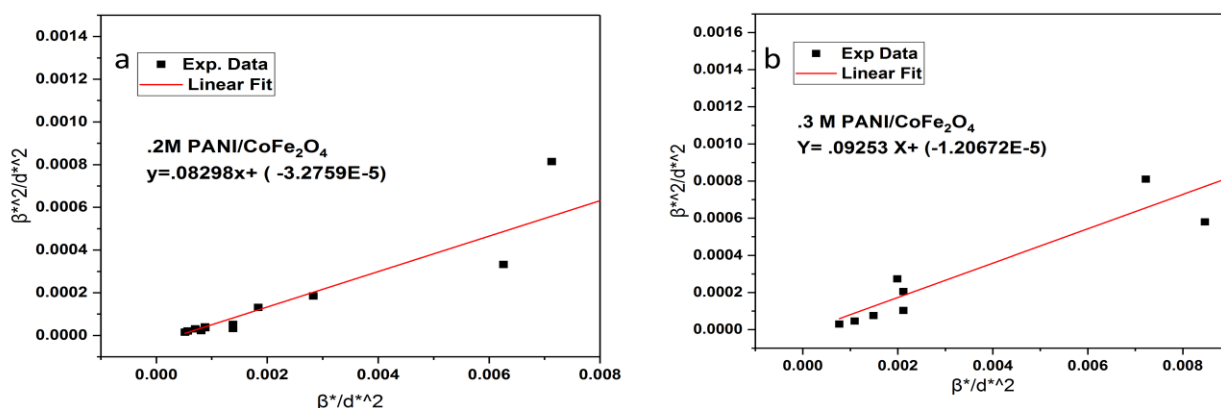 a
Exp. Data
Linear Fit
.2M PANI/CoFe₂O₄
y=.08298x+ ( -3.2759E-5)
β*^2/d*^2
0.0014
0.0012
0.0010
0.0008
0.0006
0.0004
0.0002
0.0000
0.000 0.002 0.004 0.006 0.008
β*/d*^2
b
Exp Data
Linear Fit
.3 M PANI/CoFe₂O₄
Y= .09253 X+ (-1.20672E-5)
β*^2/d*^2
0.0016
0.0014
0.0012
0.0010
0.0008
0.0006
0.0004
0.0002
0.0000
0.000 0.002 0.004 0.006 0.008
β*/d*^2